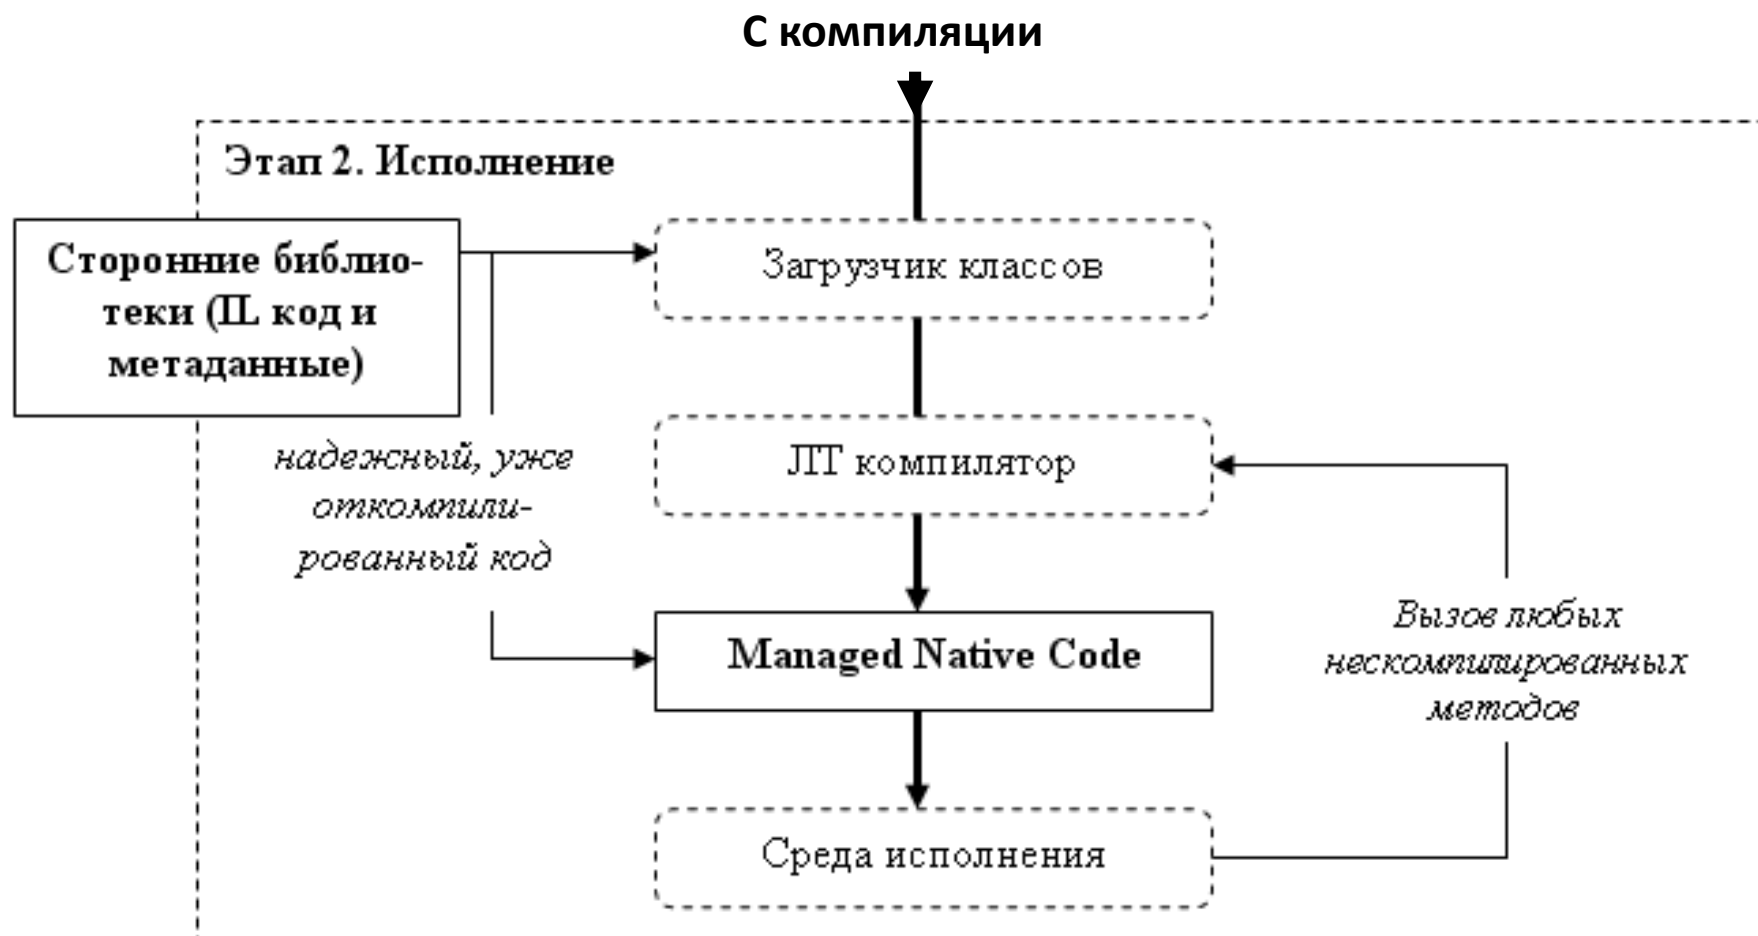 С компиляции
Этап 2. Исполнение
Сторонние библио-
теки (IL код и
метаданные)
Загрузчик классов
надежный, уже
откомпили-
рованный код
JIT компилятор
Managed Native Code
Вызов любых
нескомпилированных
методов
Среда исполнения